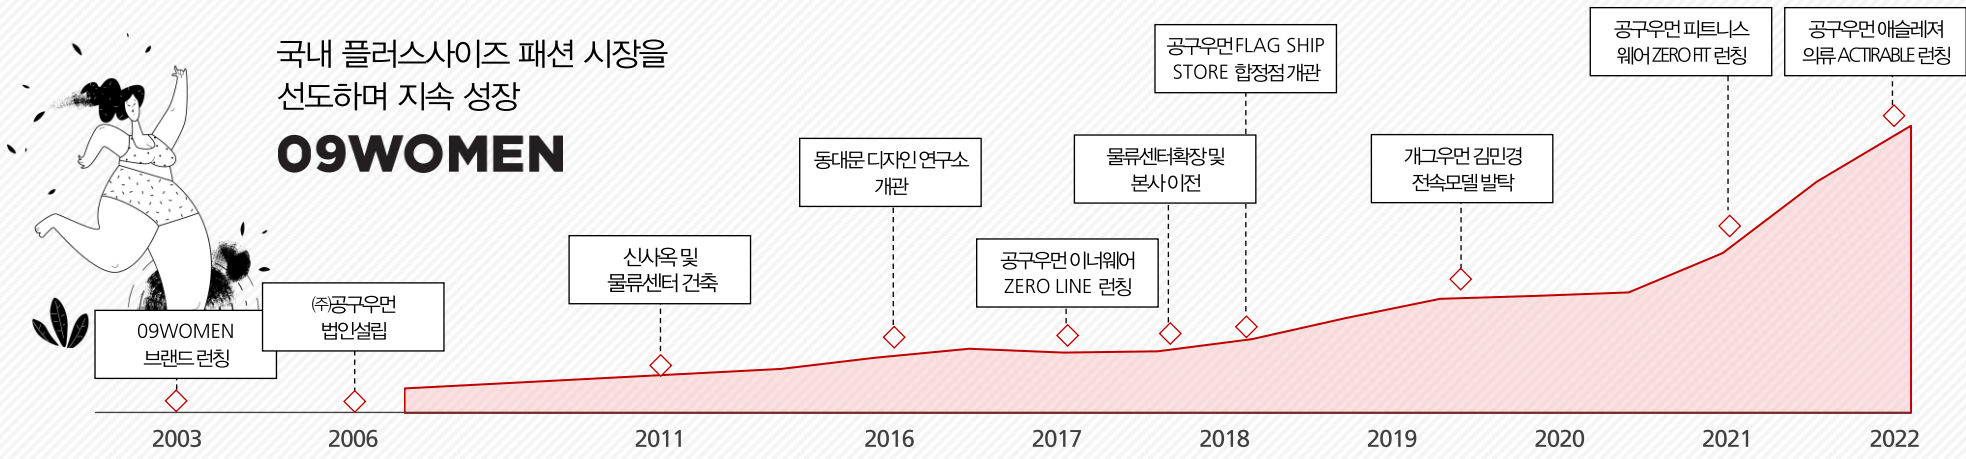 국내 플러스사이즈 패션 시장을
선도하며 지속 성장
09WOMEN
09WOMEN
브랜드 런칭
㈜공구우먼
법인설립
신사옥 및
물류센터 건축
동대문 디자인 연구소
개관
공구우먼 이너웨어
ZERO LINE 런칭
물류센터확장 및
본사 이전
공구우먼 FLAG SHIP
STORE 합정점 개관
개그우먼 김민경
전속모델 발탁
공구우먼 피트니스
웨어 ZERO FIT 런칭
공구우먼 애슬레져
의류 ACTIRABLE 런칭
2003
2006
2011
2016
2017
2018
2019
2020
2021
2022